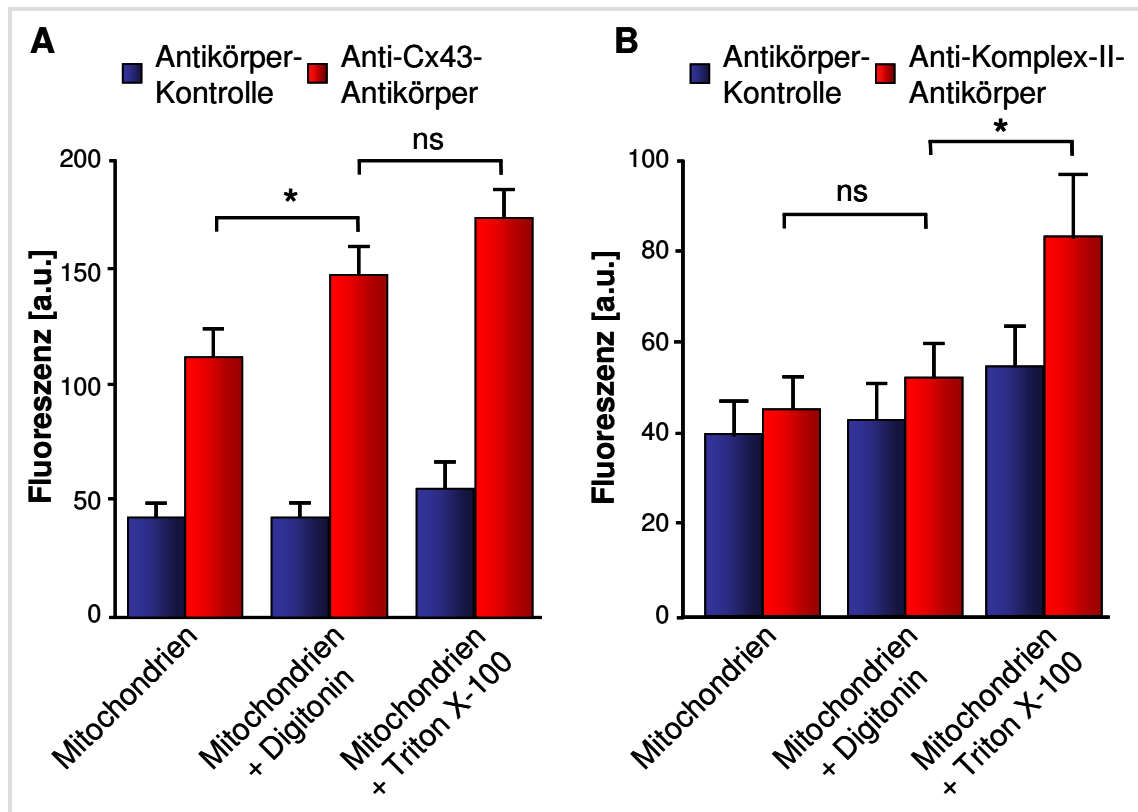 A
Antikörper-
Kontrolle
Anti-Cx43-
Antikörper
200
150
100
50
0
Fluoreszenz [a.u.]
*
ns
Mitochondrien
Mitochondrien
+ Digitonin
Mitochondrien
+ Triton X-100
B
Antikörper-
Kontrolle
Anti-Komplex-II-
Antikörper
100
80
60
40
20
0
Fluoreszenz [a.u.]
ns
*
Mitochondrien
Mitochondrien
+ Digitonin
Mitochondrien
+ Triton X-100